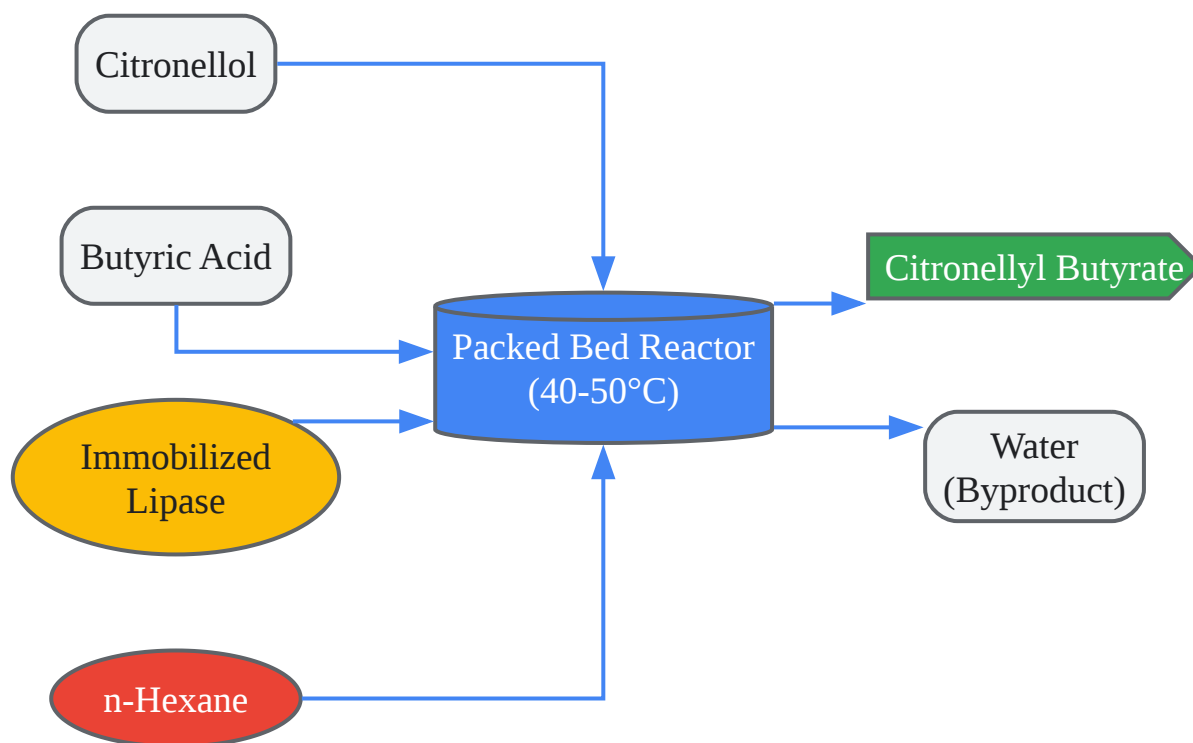 Citronellol
Butyric Acid
Citronellyl Butyrate
Packed Bed Reactor
(40-50°C)
Immobilized
Lipase
Water
(Byproduct)
n-Hexane